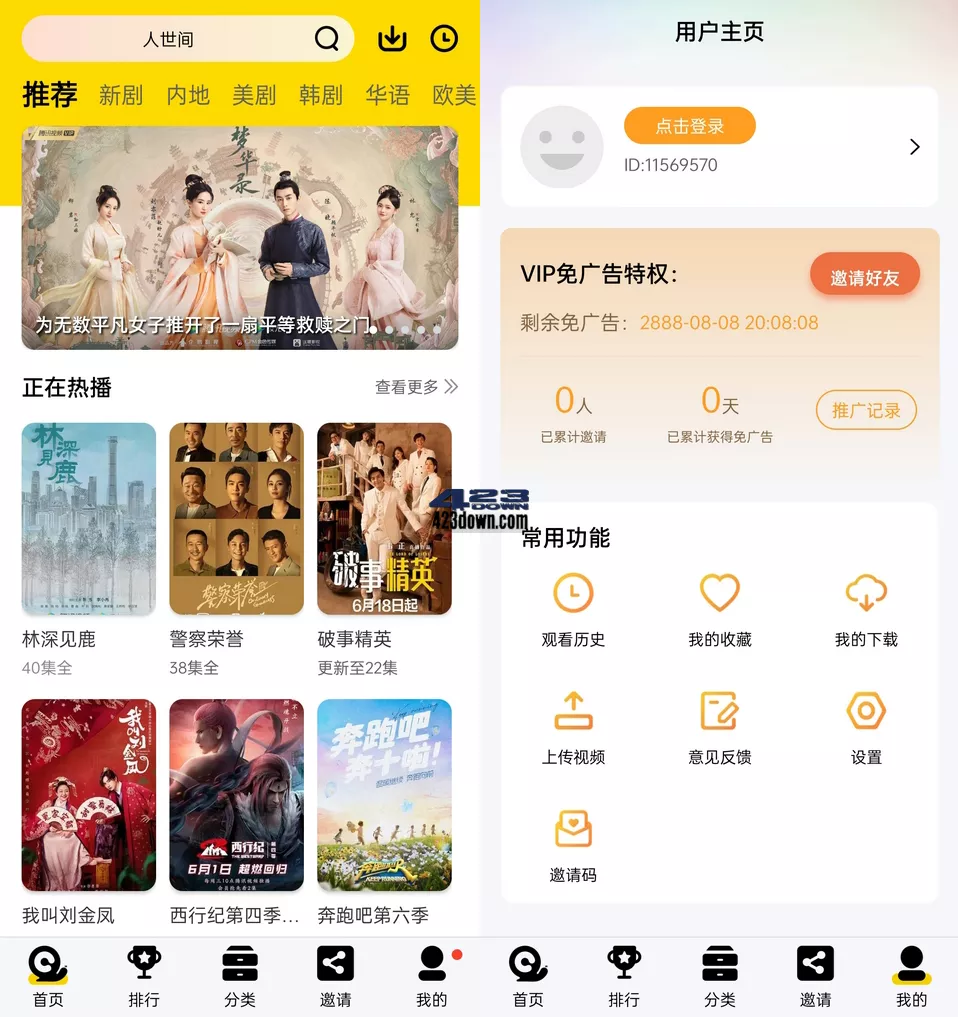 人世间
推荐 新剧 内地 美剧 韩剧 华语 欧美
腾讯视频 VIP
梦华录
为无数平凡女子推开了一扇平等救赎之门
正在热播
查看更多
林深见鹿
警察荣誉
破事精英
6月18日起
林深见鹿 警察荣誉 破事精英
40集全 38集全 更新至22集
我叫刘金凤
西行纪
6月1日 超燃回归
奔跑吧
奔十啦!
我叫刘金凤 西行纪第四季... 奔跑吧第六季
首页 排行 分类 邀请 我的
用户主页
点击登录
ID:11569570
VIP免广告特权:
邀请好友
剩余免广告: 2888-08-08 20:08:08
0人 0天
推广记录
已累计邀请 已累计获得免广告
423DOWN
423down.com
常用功能
观看历史 我的收藏 我的下载
上传视频 意见反馈 设置
邀请码
首页 排行 分类 邀请 我的